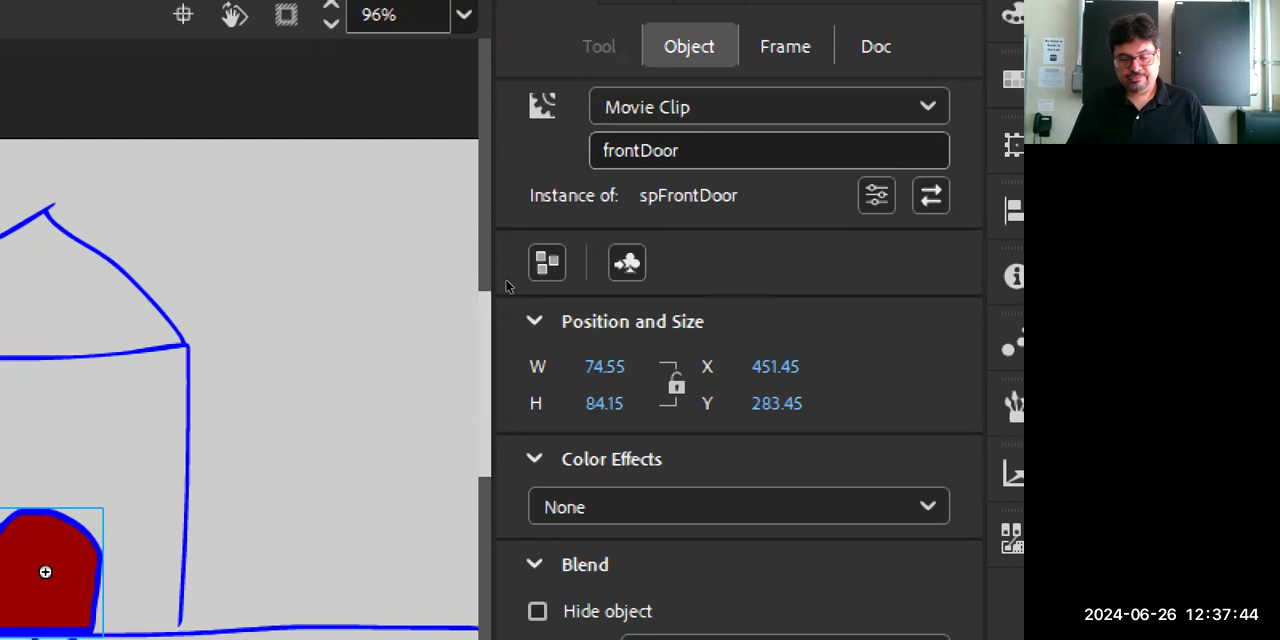 96%
Tool Object Frame Doc
Movie Clip
frontDoor
Instance of: spFrontDoor
Position and Size
W 74.55 X 451.45
H 84.15 Y 283.45
Color Effects
None
Blend
Hide object
2024-06-26 12:37:44